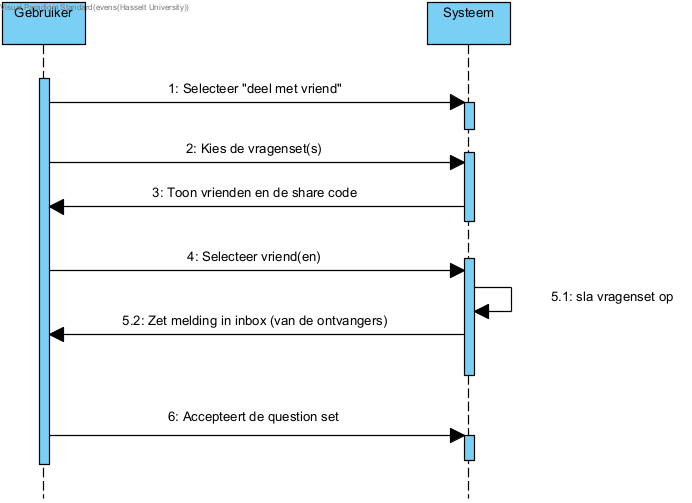 Visual Paradigm Standard(evens(Hasselt University))
Gebruiker
Systeem
1: Selecteer "deel met vriend"
2: Kies de vragenset(s)
3: Toon vrienden en de share code
4: Selecteer vriend(en)
5.1: sla vragenset op
5.2: Zet melding in inbox (van de ontvangers)
6: Accepteert de question set